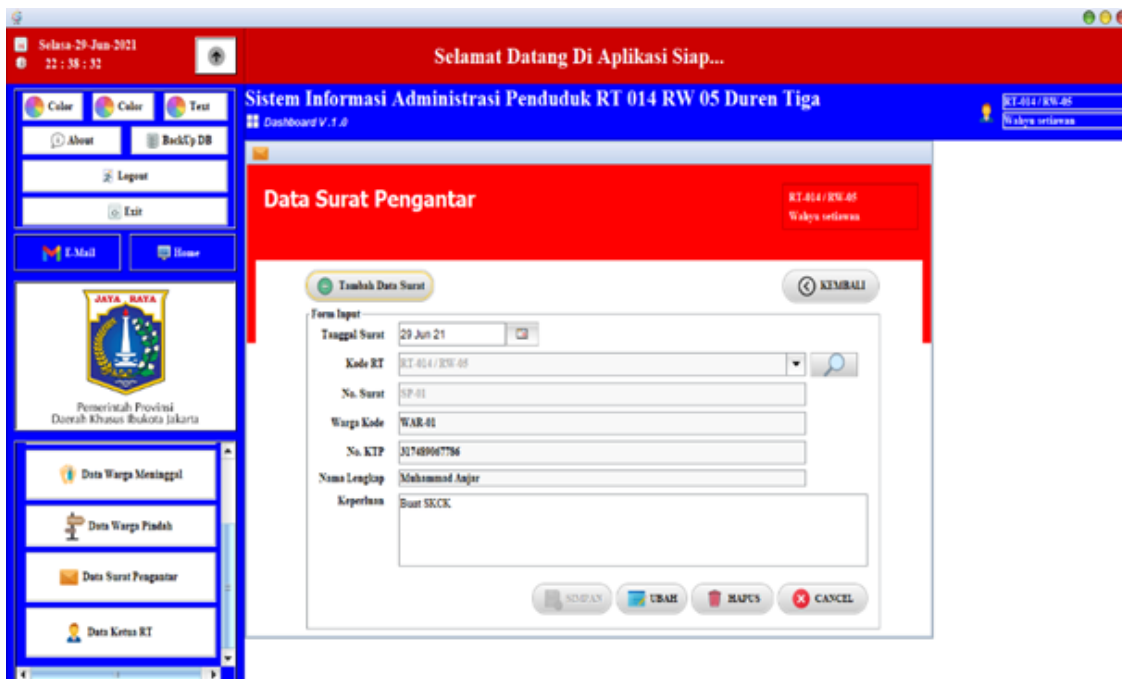 Selasa-29-Jun-2021
22 : 38 : 32
Selamat Datang Di Aplikasi Siap...
Color
Color
Text
About
BackUp DB
Logout
Exit
E-Mail
Home
JAYA RAYA
Pemerintah Provinsi
Daerah Khusus Ibukota Jakarta
Data Warga Meninggal
Data Warga Pindah
Data Surat Pengantar
Data Ketua RT
Sistem Informasi Administrasi Penduduk RT 014 RW 05 Duren Tiga
Dashboard V .1 .0
RT-014 / RW-05
Wahyu setiawan
Data Surat Pengantar
RT-014 / RW-05
Wahyu setiawan
Tambah Data Surat
KEMBALI
Form Input
Tanggal Surat 29 Jun 21
Kode RT RT-014 / RW-05
No. Surat SP-01
Warga Kode WAR-01
No. KTP 317489067786
Nama Lengkap Muhammad Anjar
Keperluan Buat SKCK
SIMPAN UBAH HAPUS CANCEL